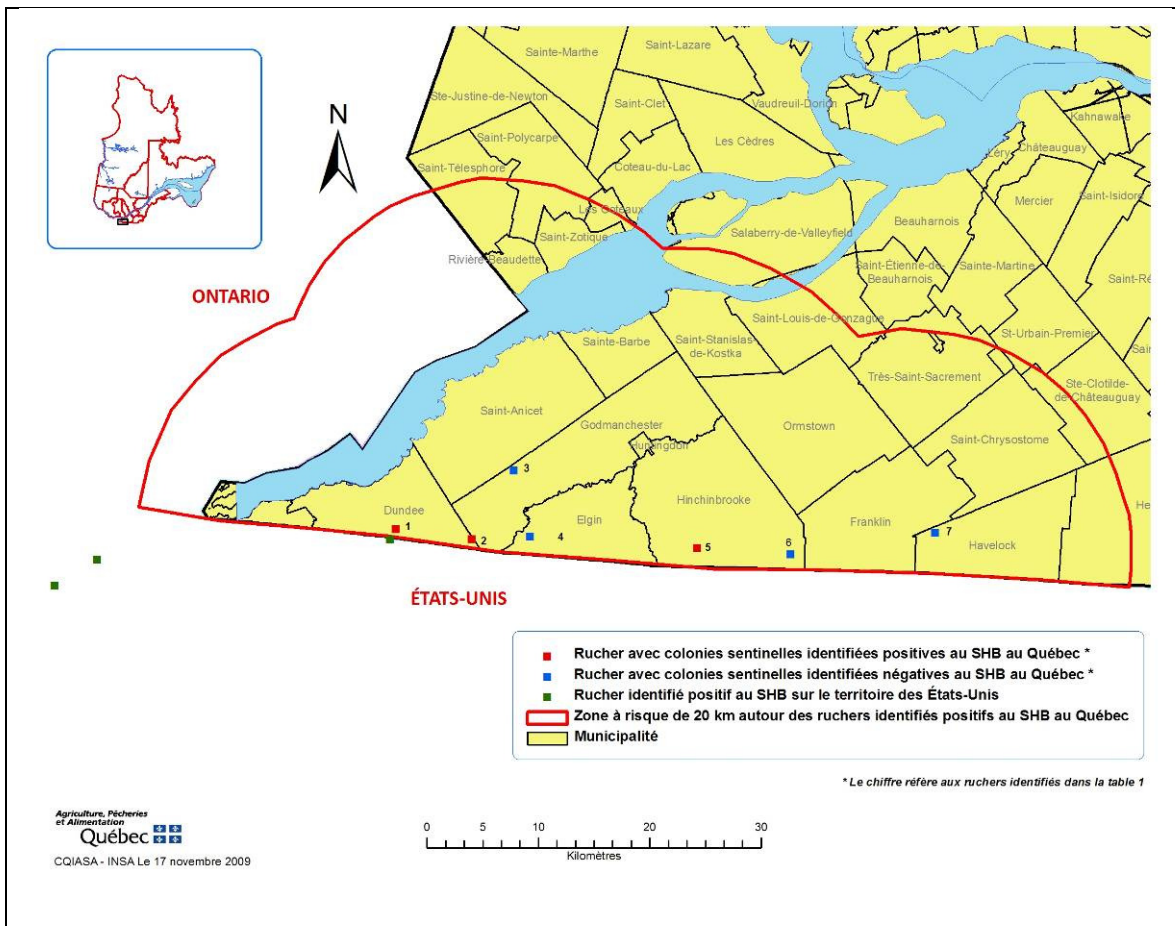 Sainte-Marthe
Saint-Lazare
Ste-Justine-de-Newton
Saint-Clet
Vaudreuil-Dorion
Kahnawake
N
Saint-Polycarpe
Les Cèdres
Châteauguay
Léry
Saint-Télesphore
Coteau-du-Lac
Mercier
Saint-Isidore
Les Coteaux
Beauharnois
Saint-Zotique
Salaberry-de-Valleyfield
Rivière-Beaudette
Saint-Étienne-de-
Beauharnois
Sainte-Martine
Saint-Ré
ONTARIO
Saint-Louis-de-Gonzague
St-Urbain-Premier
Sainte-Barbe
Saint-Stanislas-
de-Kostka
Sain
Très-Saint-Sacrement
Ste-Clotilde-
de-Châteauguay
Saint-Anicet
Godmanchester
Ormstown
Huntingdon
Saint-Chrysostome
3
Hinchinbrooke
He
Dundee
Elgin
Franklin
1
2
4
5
6
7
Havelock
ÉTATS-UNIS
Rucher avec colonies sentinelles identifiées positives au SHB au Québec *
Rucher avec colonies sentinelles identifiées négatives au SHB au Québec *
Rucher identifié positif au SHB sur le territoire des États-Unis
Zone à risque de 20 km autour des ruchers identifiés positifs au SHB au Québec
Municipalité
* Le chiffre réfère aux ruchers identifiés dans la table 1
Agriculture, Pêcheries
et Alimentation
Québec
CQIASA - INSA Le 17 novembre 2009
0 5 10 20 30
Kilomètres